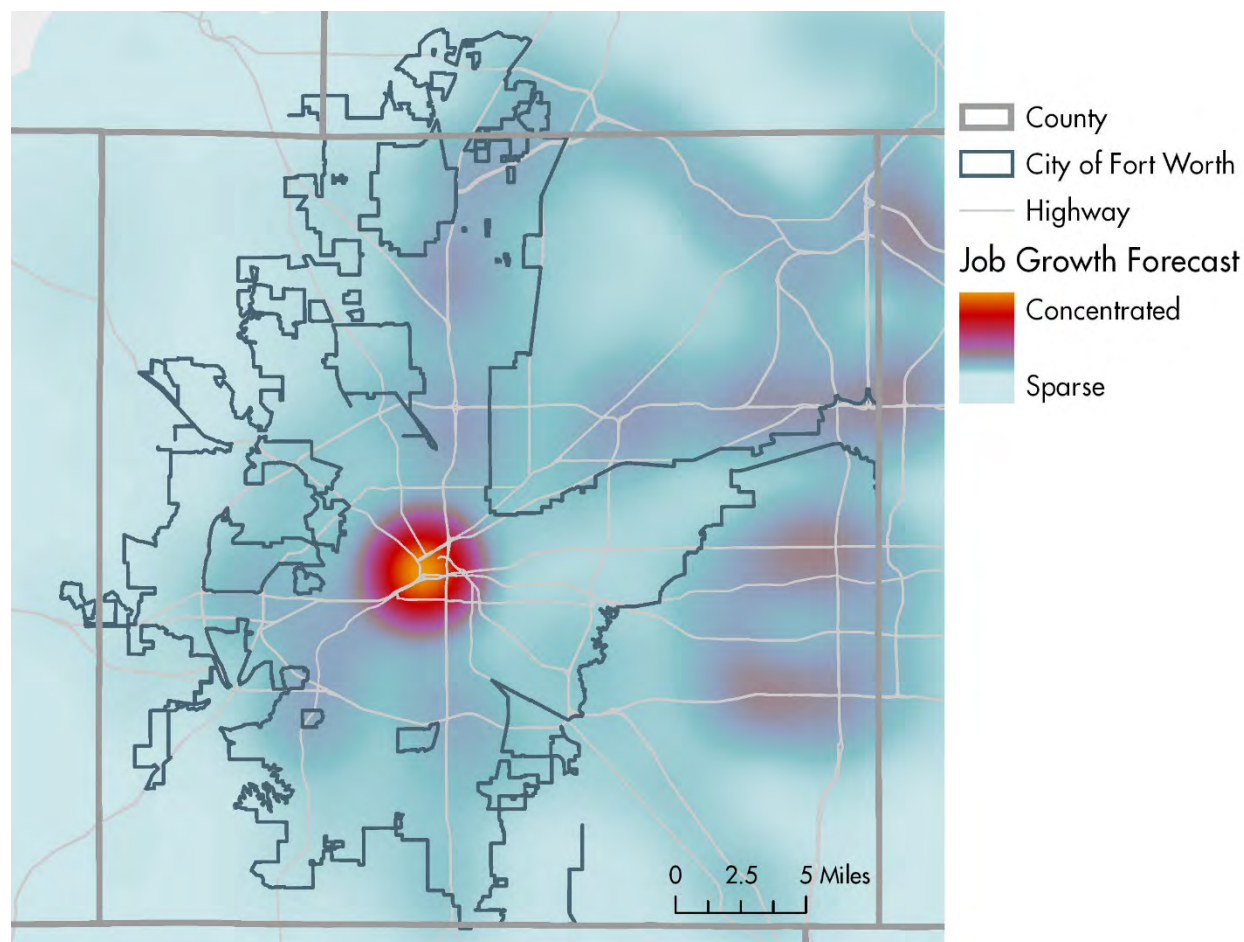 County
City of Fort Worth
Highway
Job Growth Forecast
Concentrated
Sparse
0 2.5 5 Miles